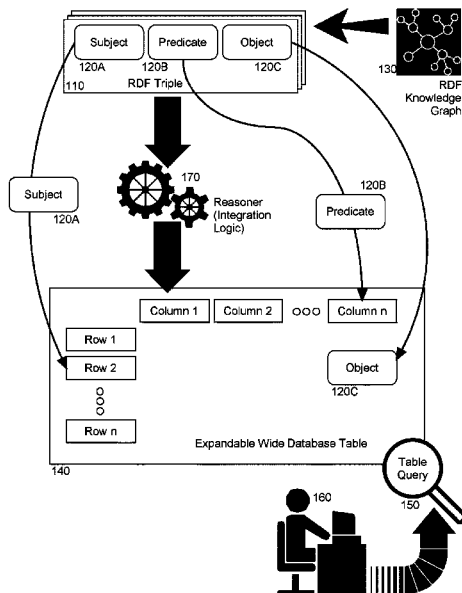 Subject
Predicate
Object
120A
120B
120C
110
RDF Triple
130
RDF
Knowledge
Graph
170
Reasoner
(Integration
Logic)
Subject
120A
120B
Predicate
Column 1
Column 2
Column n
Row 1
Row 2
Row n
Object
120C
Expandable Wide Database Table
140
Table
Query
150
160